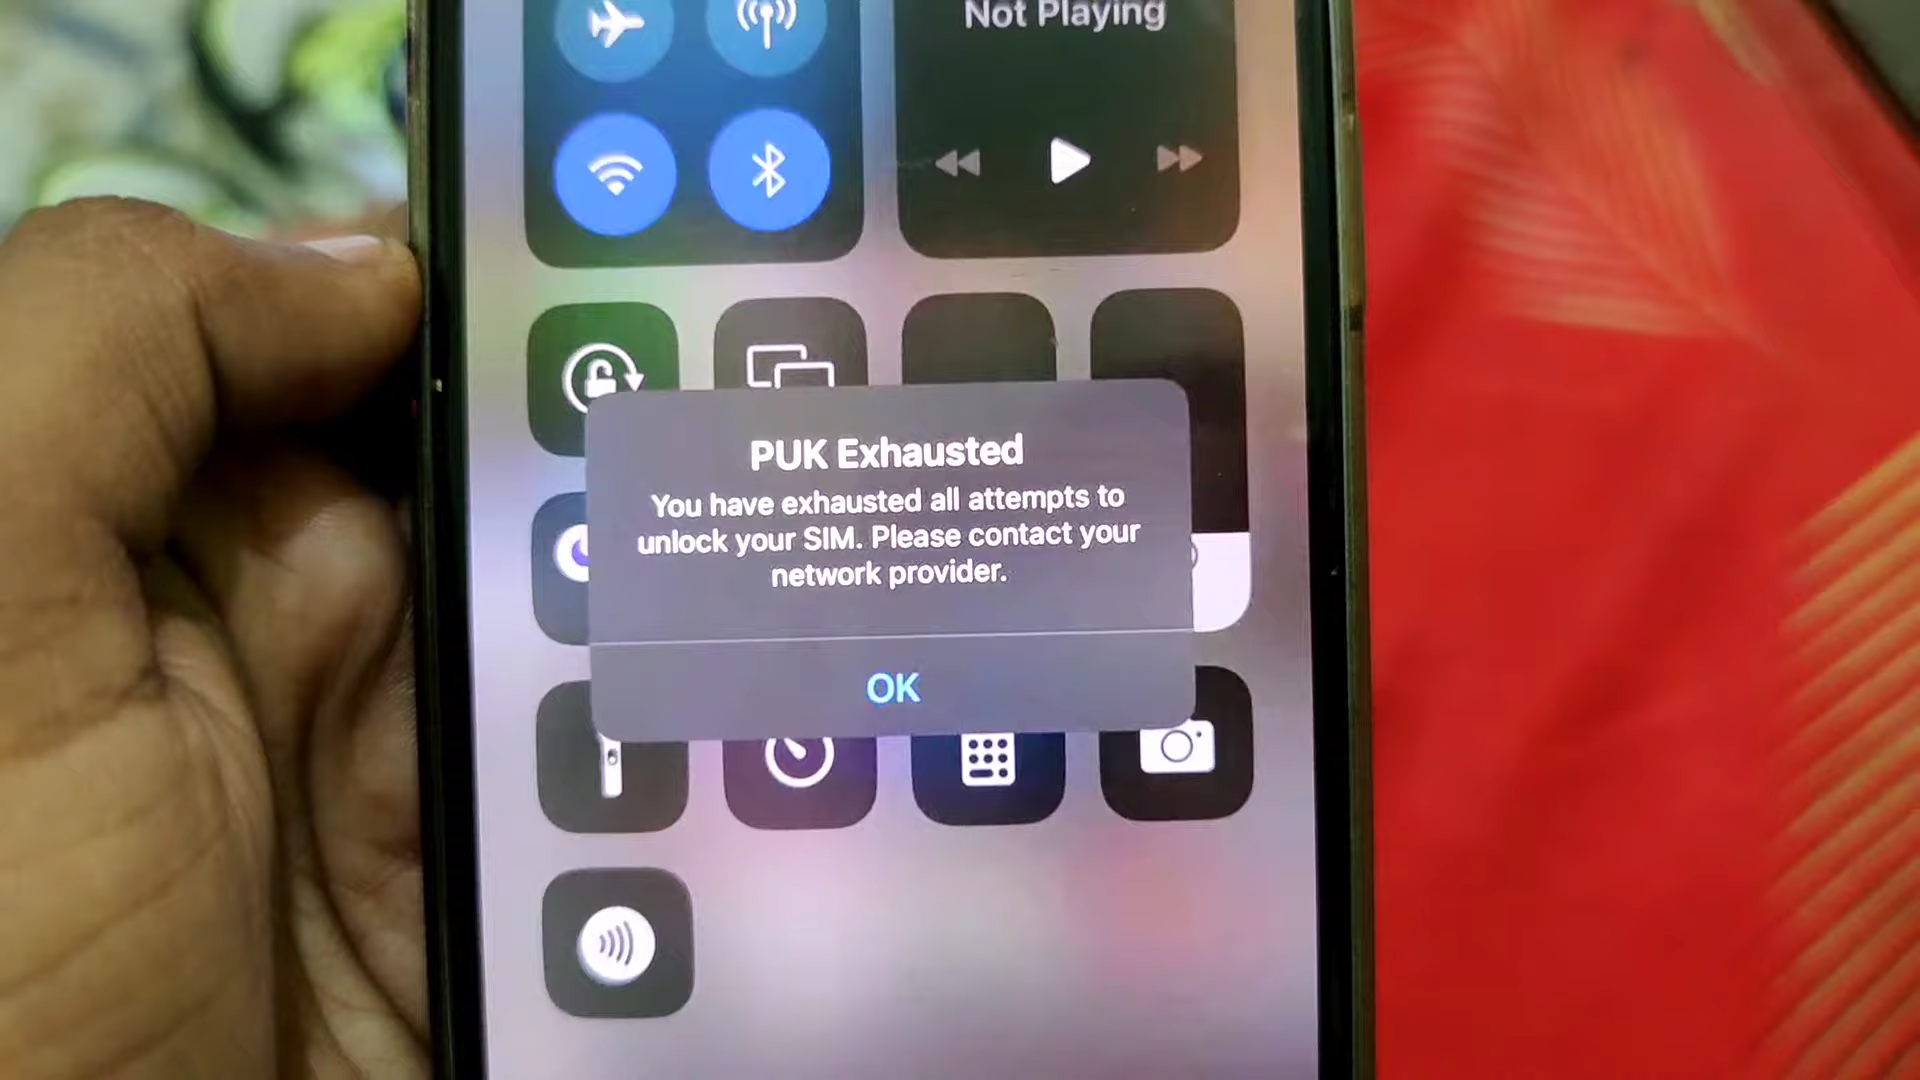 Not Playing
PUK Exhausted
You have exhausted all attempts to
unlock your SIM. Please contact your
network provider.
OK